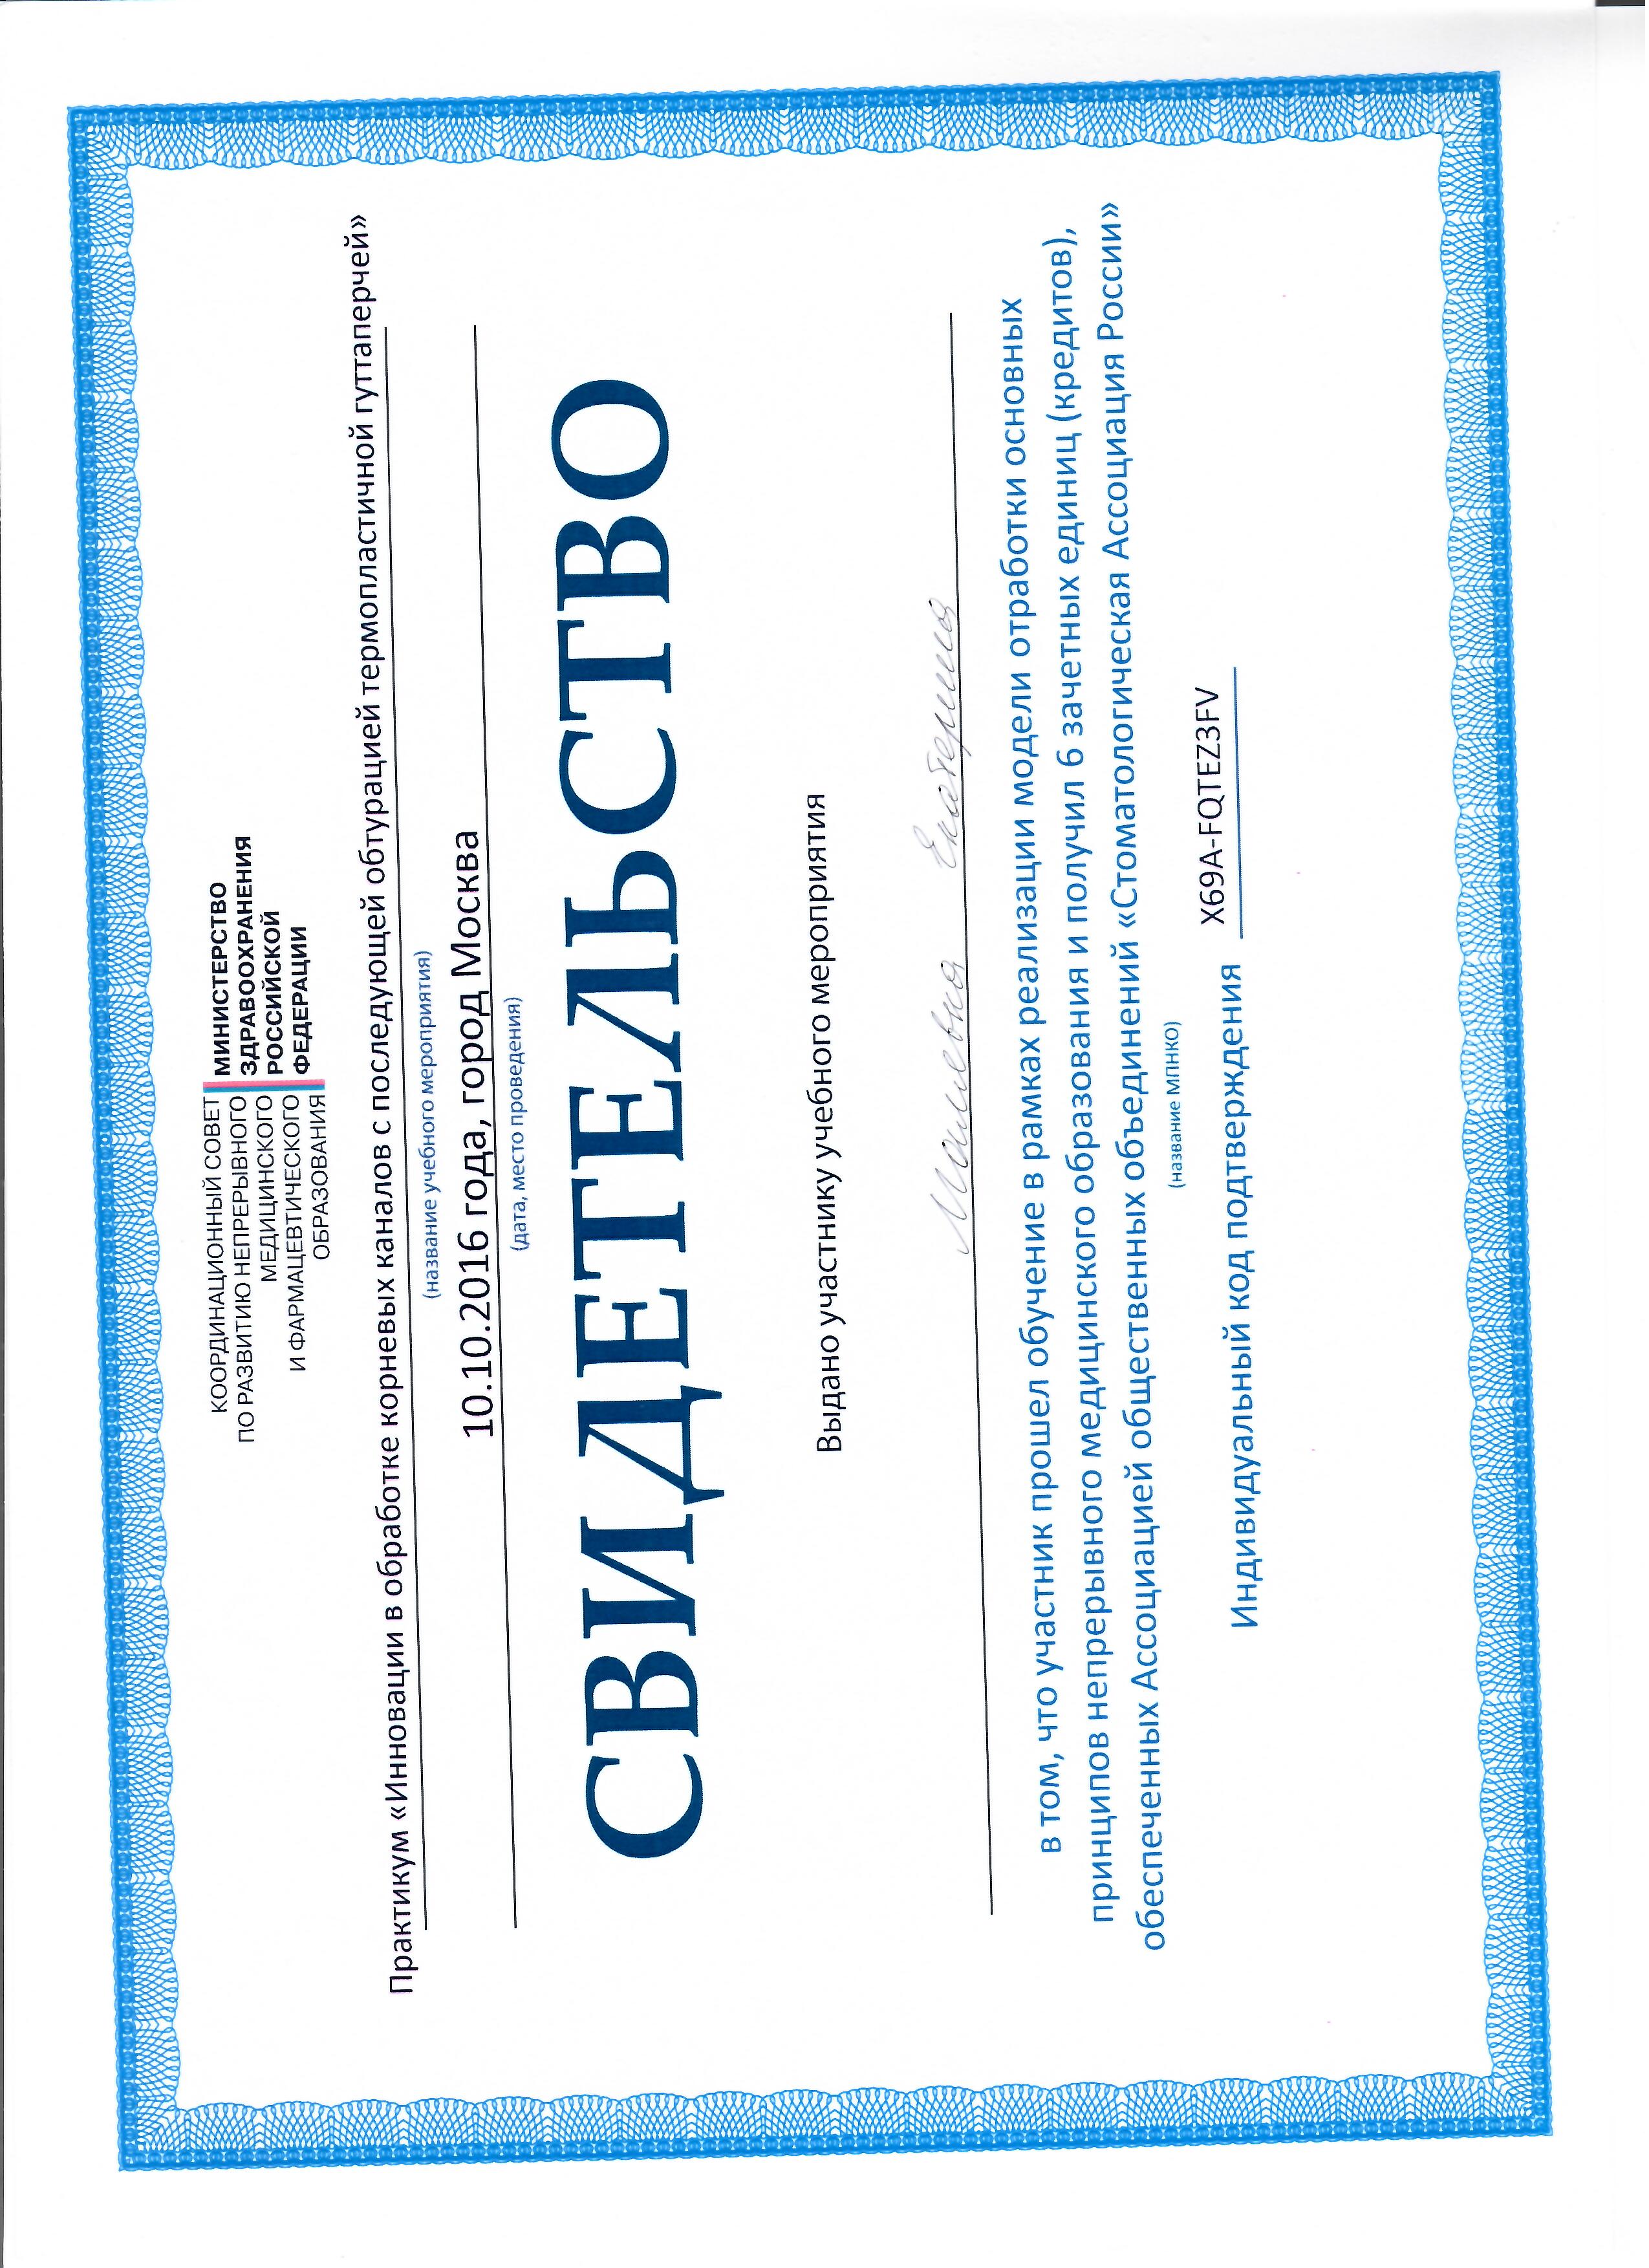 КООРДИНАЦИОННЫЙ СОВЕТ
ПО РАЗВИТИЮ НЕПРЕРЫВНОГО
МЕДИЦИНСКОГО
И ФАРМАЦЕВТИЧЕСКОГО
ОБРАЗОВАНИЯ
МИНИСТЕРСТВО
ЗДРАВООХРАНЕНИЯ
РОССИЙСКОЙ
ФЕДЕРАЦИИ
Практикум «Инновации в обработке корневых каналов с последующей обтурацией термопластичной гуттаперчей»
(название учебного мероприятия)
10.10.2016 года, город Москва
(дата, место проведения)
СВИДЕТЕЛЬСТВО
Выдано участнику учебного мероприятия
Екатерина
в том, что участник прошел обучение в рамках реализации модели отработки основных
принципов непрерывного медицинского образования и получил 6 зачетных единиц (кредитов),
обеспеченных Ассоциацией общественных объединений «Стоматологическая Ассоциация России»
(название МПНКО)
Индивидуальный код подтверждения X69A-FQTEZ3FV